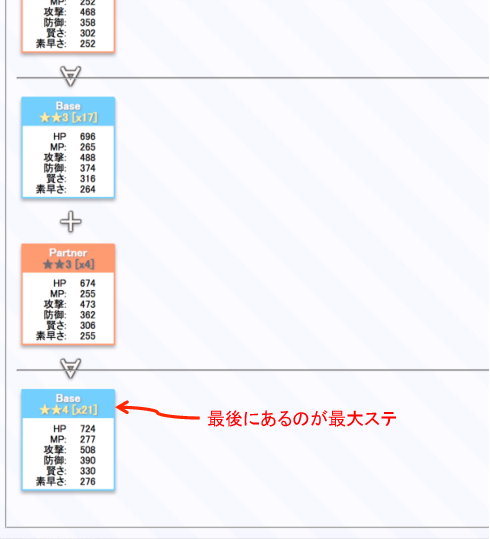 MP: 252
攻撃: 468
防御: 358
賢さ: 302
素早さ: 252
Base
★★3 [x17]
HP 696
MP: 265
攻撃: 488
防御: 374
賢さ: 316
素早さ: 264
Partner
★★3 [x4]
HP 674
MP: 255
攻撃: 473
防御: 362
賢さ: 306
素早さ: 255
Base
★★4 [x21]
最後にあるのが最大ステ
HP 724
MP: 277
攻撃: 508
防御: 390
賢さ: 330
素早さ: 276